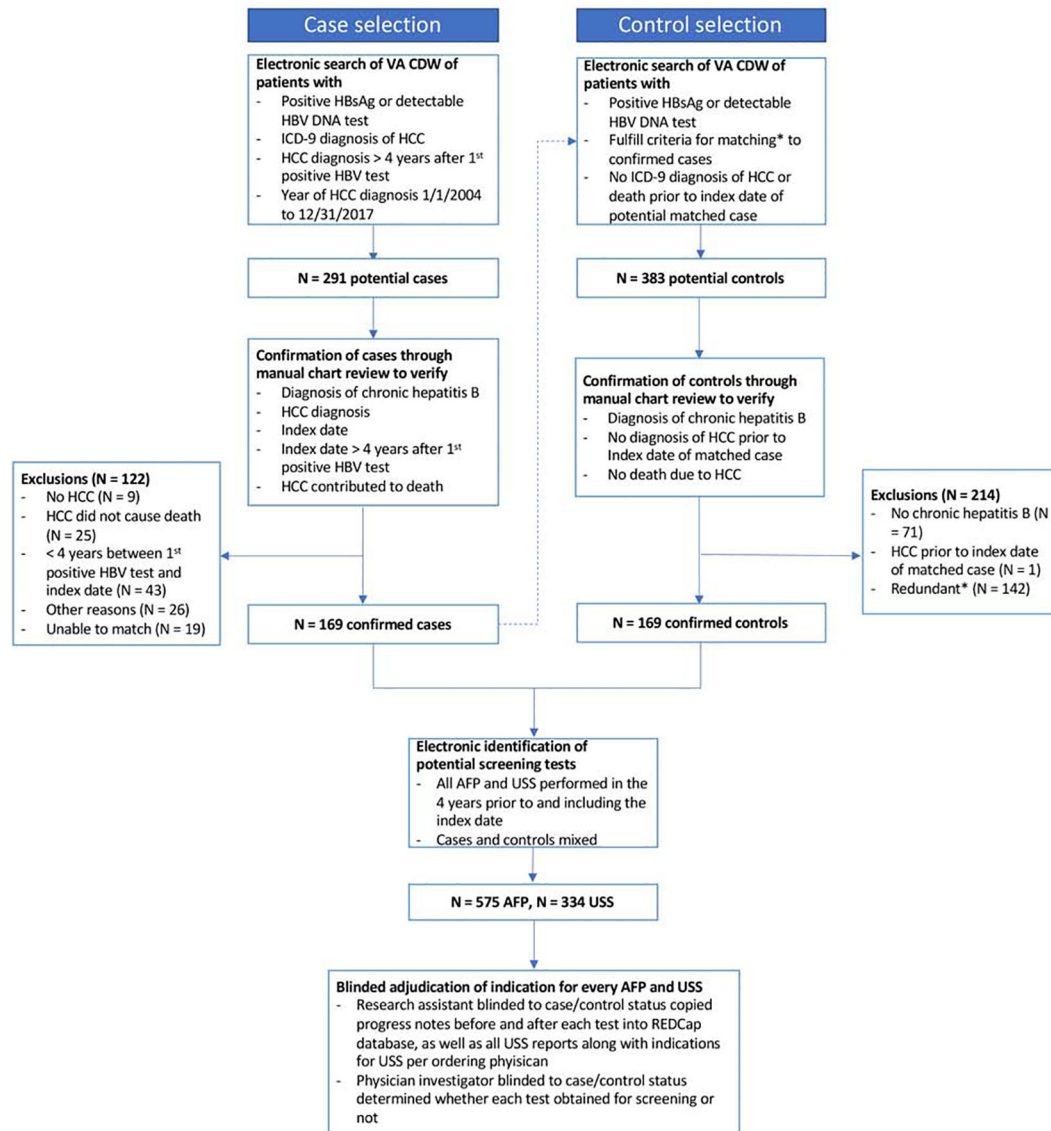 Case selection
Electronic search of VA CDW of
patients with
- Positive HBsAg or detectable
HBV DNA test
- ICD-9 diagnosis of HCC
- HCC diagnosis > 4 years after 1st
positive HBV test
- Year of HCC diagnosis 1/1/2004
to 12/31/2017
N = 291 potential cases
Confirmation of cases through
manual chart review to verify
- Diagnosis of chronic hepatitis B
- HCC diagnosis
- Index date
- Index date > 4 years after 1st
positive HBV test
- HCC contributed to death
Exclusions (N = 122)
- No HCC (N = 9)
- HCC did not cause death
(N = 25)
- < 4 years between 1st
positive HBV test and
index date (N = 43)
- Other reasons (N = 26)
- Unable to match (N = 19)
N = 169 confirmed cases
Control selection
Electronic search of VA CDW of
patients with
- Positive HBsAg or detectable
HBV DNA test
- Fulfill criteria for matching* to
confirmed cases
- No ICD-9 diagnosis of HCC or
death prior to index date of
potential matched case
N = 383 potential controls
Confirmation of controls through
manual chart review to verify
- Diagnosis of chronic hepatitis B
- No diagnosis of HCC prior to
Index date of matched case
- No death due to HCC
Exclusions (N = 214)
- No chronic hepatitis B (N
= 71)
- HCC prior to index date
of matched case (N = 1)
- Redundant* (N = 142)
N = 169 confirmed controls
Electronic identification of
potential screening tests
- All AFP and USS performed in the
4 years prior to and including the
index date
- Cases and controls mixed
N = 575 AFP, N = 334 USS
Blinded adjudication of indication for every AFP and USS
- Research assistant blinded to case/control status copied
progress notes before and after each test into REDCap
database, as well as all USS reports along with indications
for USS per ordering phyisican
- Physician investigator blinded to case/control status
determined whether each test obtained for screening or
not